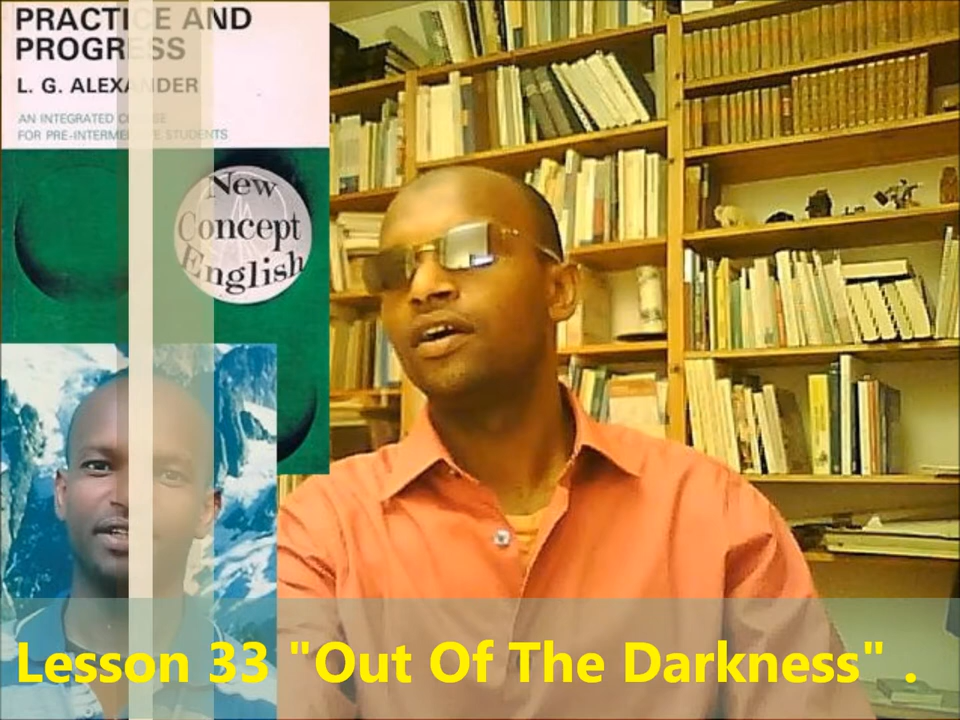 PRACTICE AND
PROGRESS
L. G. ALEXANDER
AN INTEGRATED COURSE
FOR PRE-INTERMEDIATE STUDENTS
New
Concept
English
Lesson 33 "Out Of The Darkness" .